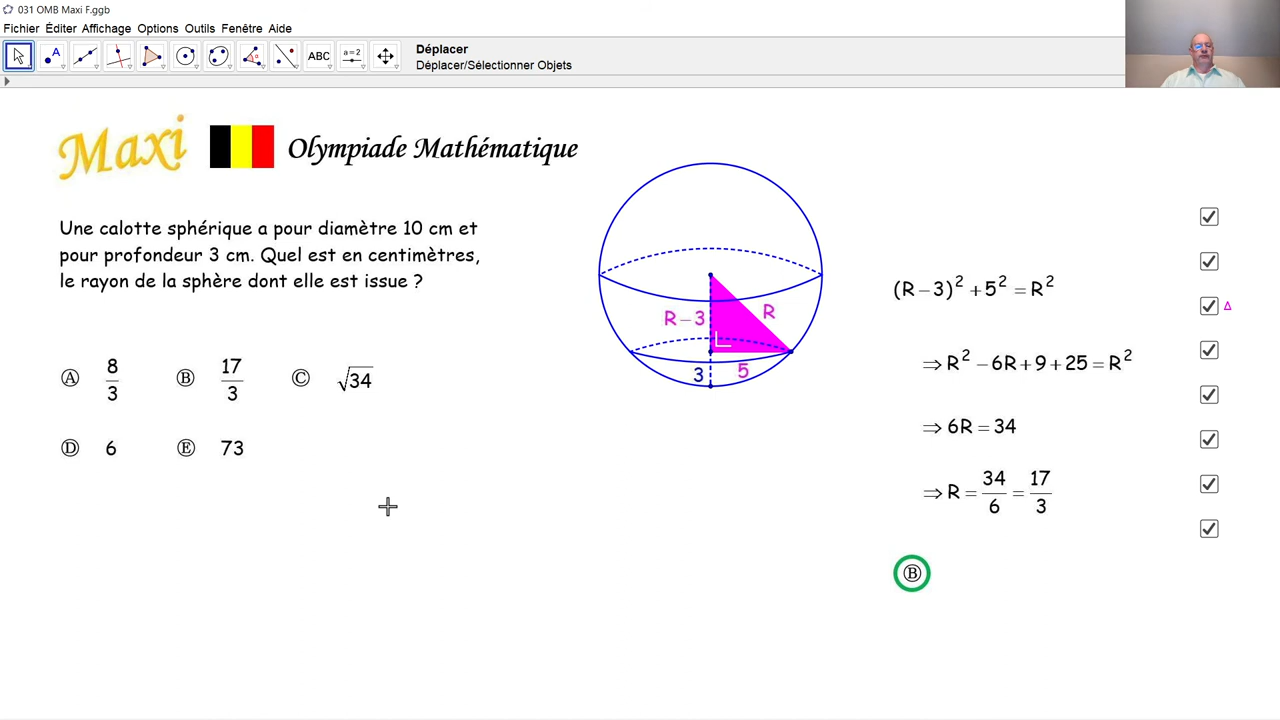 031 OMB Maxi F.ggb
Fichier Éditer Affichage Options Outils Fenêtre Aide
A
ABC
a=2
Déplacer
Déplacer/Sélectionner Objets
Maxi
Olympiade Mathématique
Une calotte sphérique a pour diamètre 10 cm et
pour profondeur 3 cm. Quel est en centimètres,
le rayon de la sphère dont elle est issue ?
Ⓐ 8/3 Ⓑ 17/3 Ⓒ √34
Ⓓ 6 Ⓔ 73
R−3 R
3 5
(R−3)² + 5² = R²
⇒ R² − 6R + 9 + 25 = R²
⇒ 6R = 34
⇒ R = 34/6 = 17/3
Ⓑ
Δ